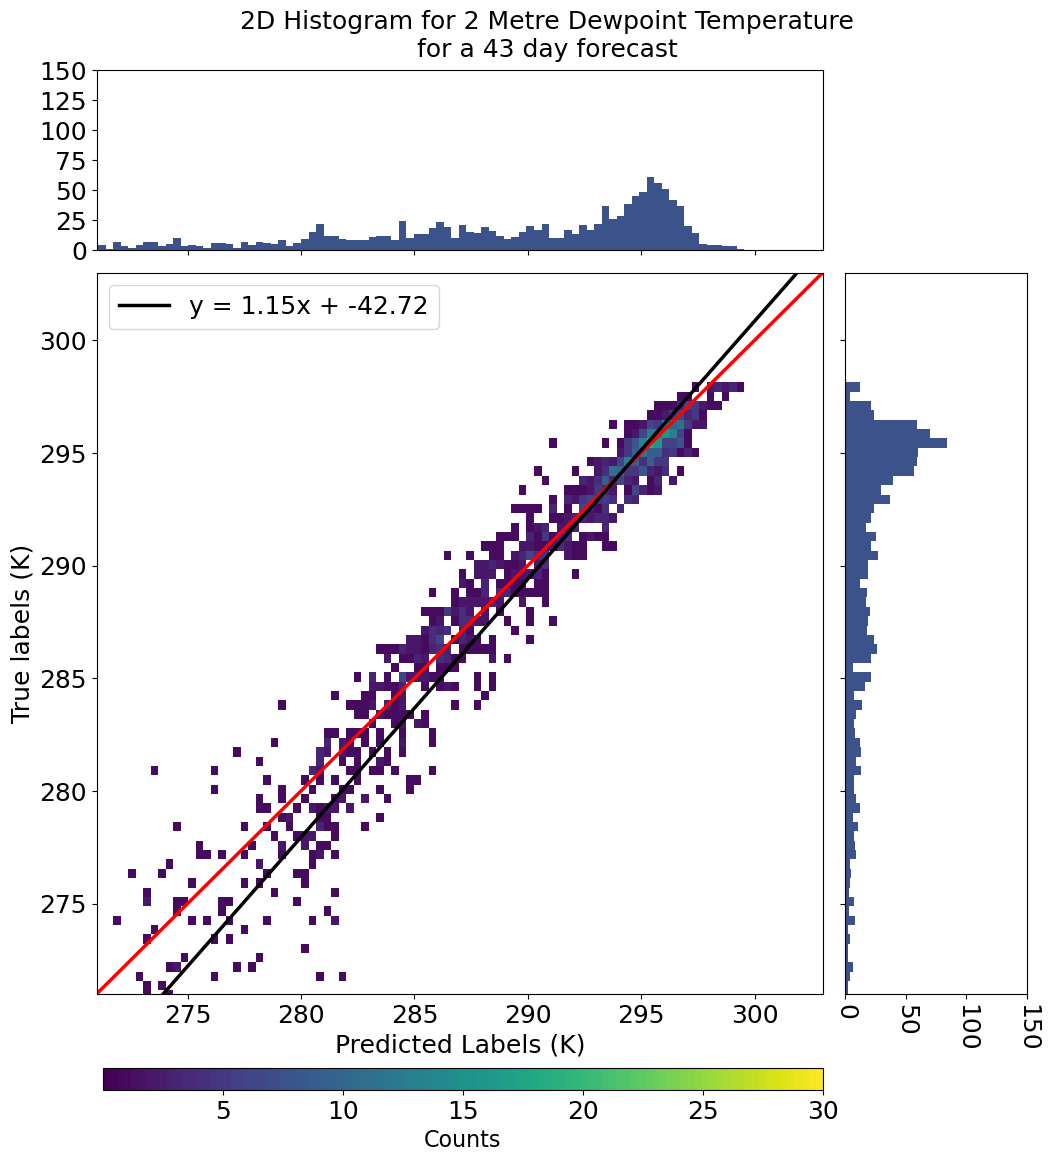 2D Histogram for 2 Metre Dewpoint Temperature
for a 43 day forecast
150
125
100
75
50
25
0
y = 1.15x + -42.72
True labels (K)
300
295
290
285
280
275
275 280 285 290 295 300
Predicted Labels (K)
0 50 100 150
5 10 15 20 25 30
Counts